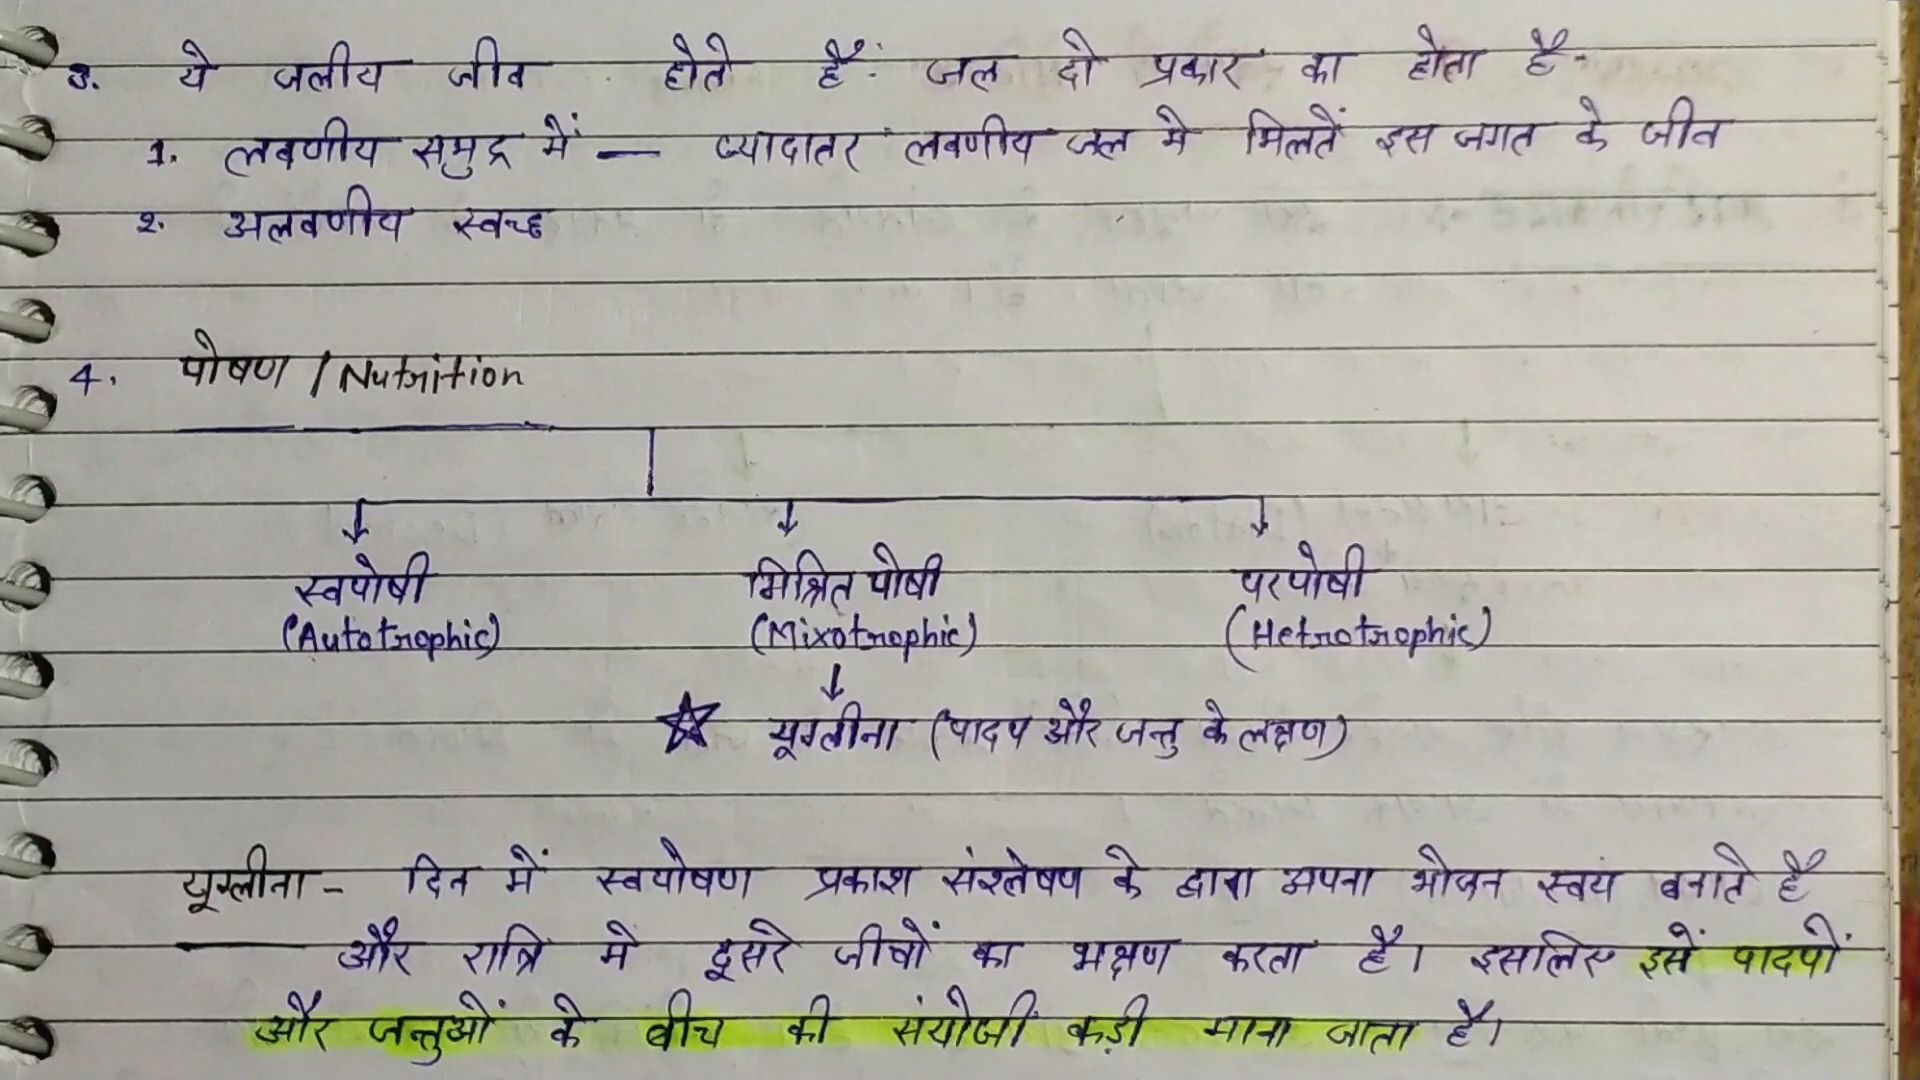 3. ये जलीय जीव होते हैं. जल दो प्रकार का होता है-
1. लवणीय समुद्र में — ज्यादातर लवणीय जल मे मिलतें इस जगत के जीव
2. अलवणीय स्वच्छ
4. पोषण / Nutrition
स्वपोषी मिश्रित पोषी परपोषी
(Autotrophic) (Mixotrophic) (Hetrotrophic)
यूग्लीना (पादप और जन्तु के लक्षण)
यूग्लीना - दिन में स्वपोषण प्रकाश संश्लेषण के द्वारा अपना भोजन स्वयं बनाते है
और रात्रि मे दूसरे जीवों का भक्षण करता है। इसलिए इसें पादपों
और जन्तुओं के बीच की संयोजी कड़ी माना जाता है।